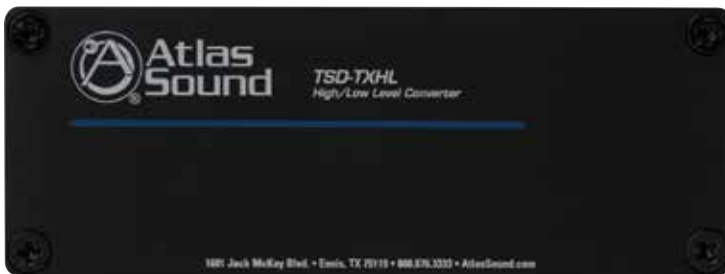 Atlas
Sound
®
TSD-TXHL
High/Low Level Converter
1601 Jack McKay Blvd. • Ennis, TX 75119 • 800.876.3333 • AtlasSound.com